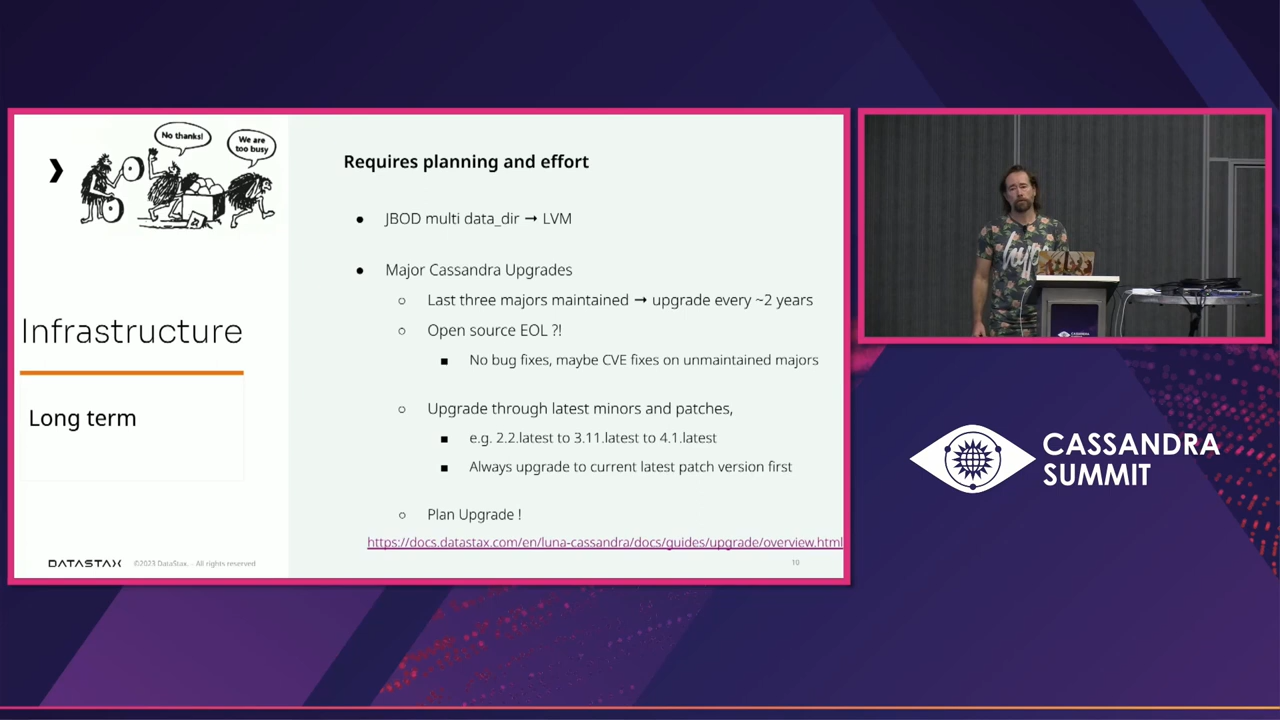 No thanks!
We are
too busy
❯
Infrastructure
Long term
Requires planning and effort
● JBOD multi data_dir → LVM
● Major Cassandra Upgrades
○ Last three majors maintained → upgrade every ~2 years
○ Open source EOL ?!
■ No bug fixes, maybe CVE fixes on unmaintained majors
○ Upgrade through latest minors and patches,
■ e.g. 2.2.latest to 3.11.latest to 4.1.latest
■ Always upgrade to current latest patch version first
○ Plan Upgrade !
https://docs.datastax.com/en/luna-cassandra/docs/guides/upgrade/overview.html
DATASTAX ©2023 DataStax. - All rights reserved
10
hype
CASSANDRA
SUMMIT